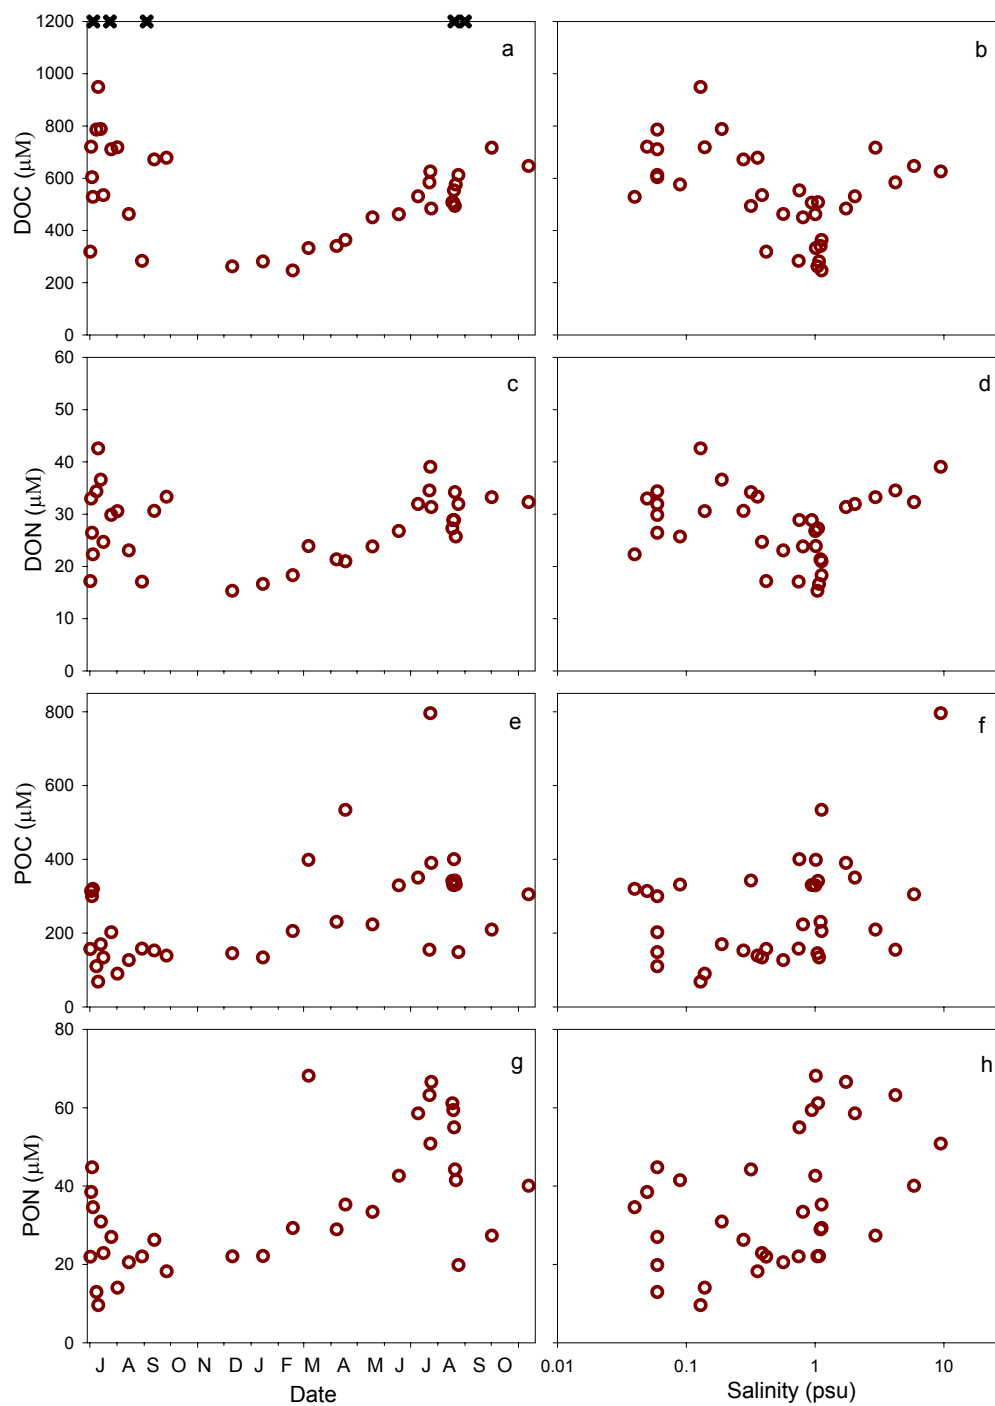 1200
1000
800
600
400
200
0
DOC (μM)
a
b
60
50
40
30
20
10
0
DON (μM)
c
d
800
600
400
200
0
POC (μM)
e
f
80
60
40
20
0
PON (μM)
g
h
J A S O N D J F M A M J J A S O
Date
0.01 0.1 1 10
Salinity (psu)